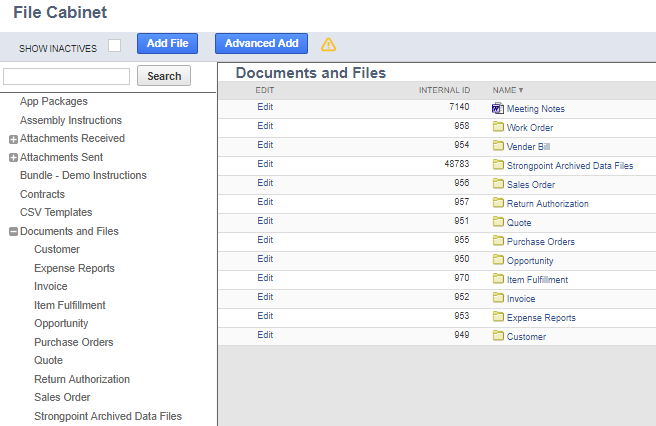 File Cabinet
SHOW INACTIVES Add File Advanced Add
Search
App Packages
Assembly Instructions
Attachments Received
Attachments Sent
Bundle - Demo Instructions
Contracts
CSV Templates
Documents and Files
Customer
Expense Reports
Invoice
Item Fulfillment
Opportunity
Purchase Orders
Quote
Return Authorization
Sales Order
Strongpoint Archived Data Files
Documents and Files
EDIT INTERNAL ID NAME
Edit 7140 Meeting Notes
Edit 958 Work Order
Edit 954 Vender Bill
Edit 48783 Strongpoint Archived Data Files
Edit 956 Sales Order
Edit 957 Return Authorization
Edit 951 Quote
Edit 955 Purchase Orders
Edit 950 Opportunity
Edit 970 Item Fulfillment
Edit 952 Invoice
Edit 953 Expense Reports
Edit 949 Customer